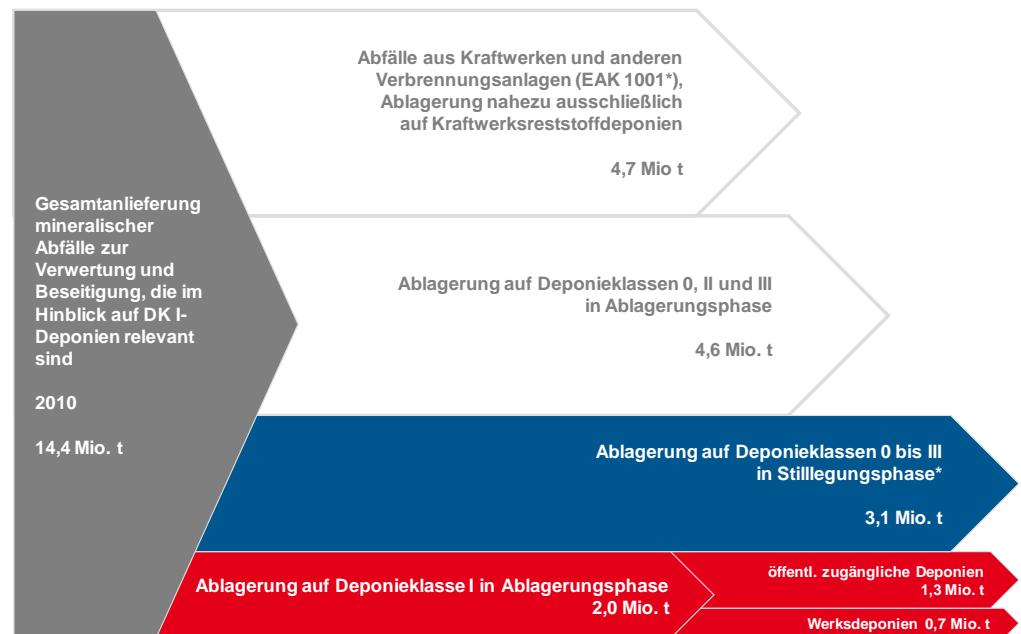 Abfälle aus Kraftwerken und anderen
Verbrennungsanlagen (EAK 1001*),
Ablagerung nahezu ausschließlich
auf Kraftwerksreststoffdeponien
4,7 Mio t
Gesamtanlieferung
mineralischer
Abfälle zur
Verwertung und
Beseitigung, die im
Hinblick auf DK I-
Deponien relevant
sind
2010
14,4 Mio. t
Ablagerung auf Deponieklassen 0, II und III
in Ablagerungsphase
4,6 Mio. t
Ablagerung auf Deponieklassen 0 bis III
in Stilllegungsphase*
3,1 Mio. t
Ablagerung auf Deponieklasse I in Ablagerungsphase
2,0 Mio. t
öffentl. zugängliche Deponien
1,3 Mio. t
Werksdeponien 0,7 Mio. t